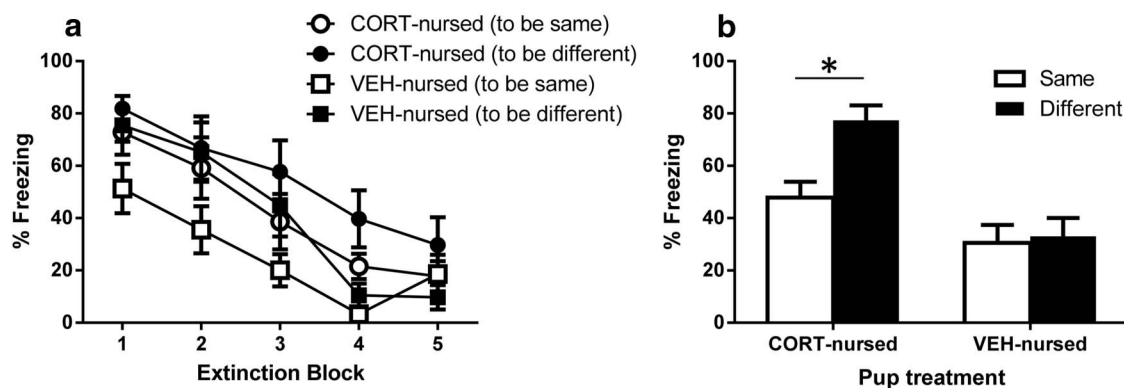 a
CORT-nursed (to be same)
CORT-nursed (to be different)
VEH-nursed (to be same)
VEH-nursed (to be different)
% Freezing
100
80
60
40
20
0
1 2 3 4 5
Extinction Block
b
*
Same
Different
% Freezing
100
80
60
40
20
0
CORT-nursed VEH-nursed
Pup treatment